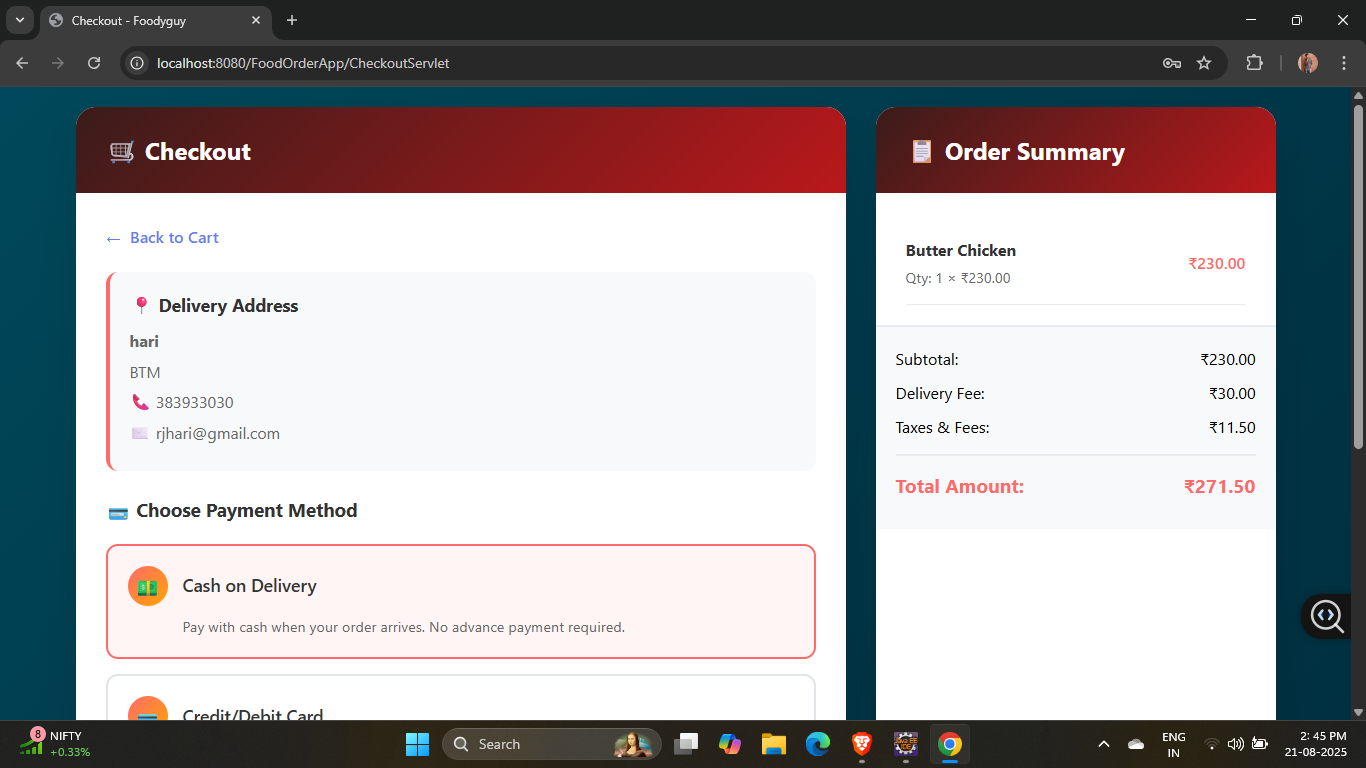 Checkout - Foodyguy
localhost:8080/FoodOrderApp/CheckoutServlet
Checkout
← Back to Cart
Delivery Address
hari
BTM
383933030
rjhari@gmail.com
Choose Payment Method
Cash on Delivery
Pay with cash when your order arrives. No advance payment required.
Credit/Debit Card
Order Summary
Butter Chicken
Qty: 1 × ₹230.00
₹230.00
Subtotal: ₹230.00
Delivery Fee: ₹30.00
Taxes & Fees: ₹11.50
Total Amount: ₹271.50
8
NIFTY
+0.33%
Search
Java EE
IDE
ENG
IN
2:45 PM
21-08-2025